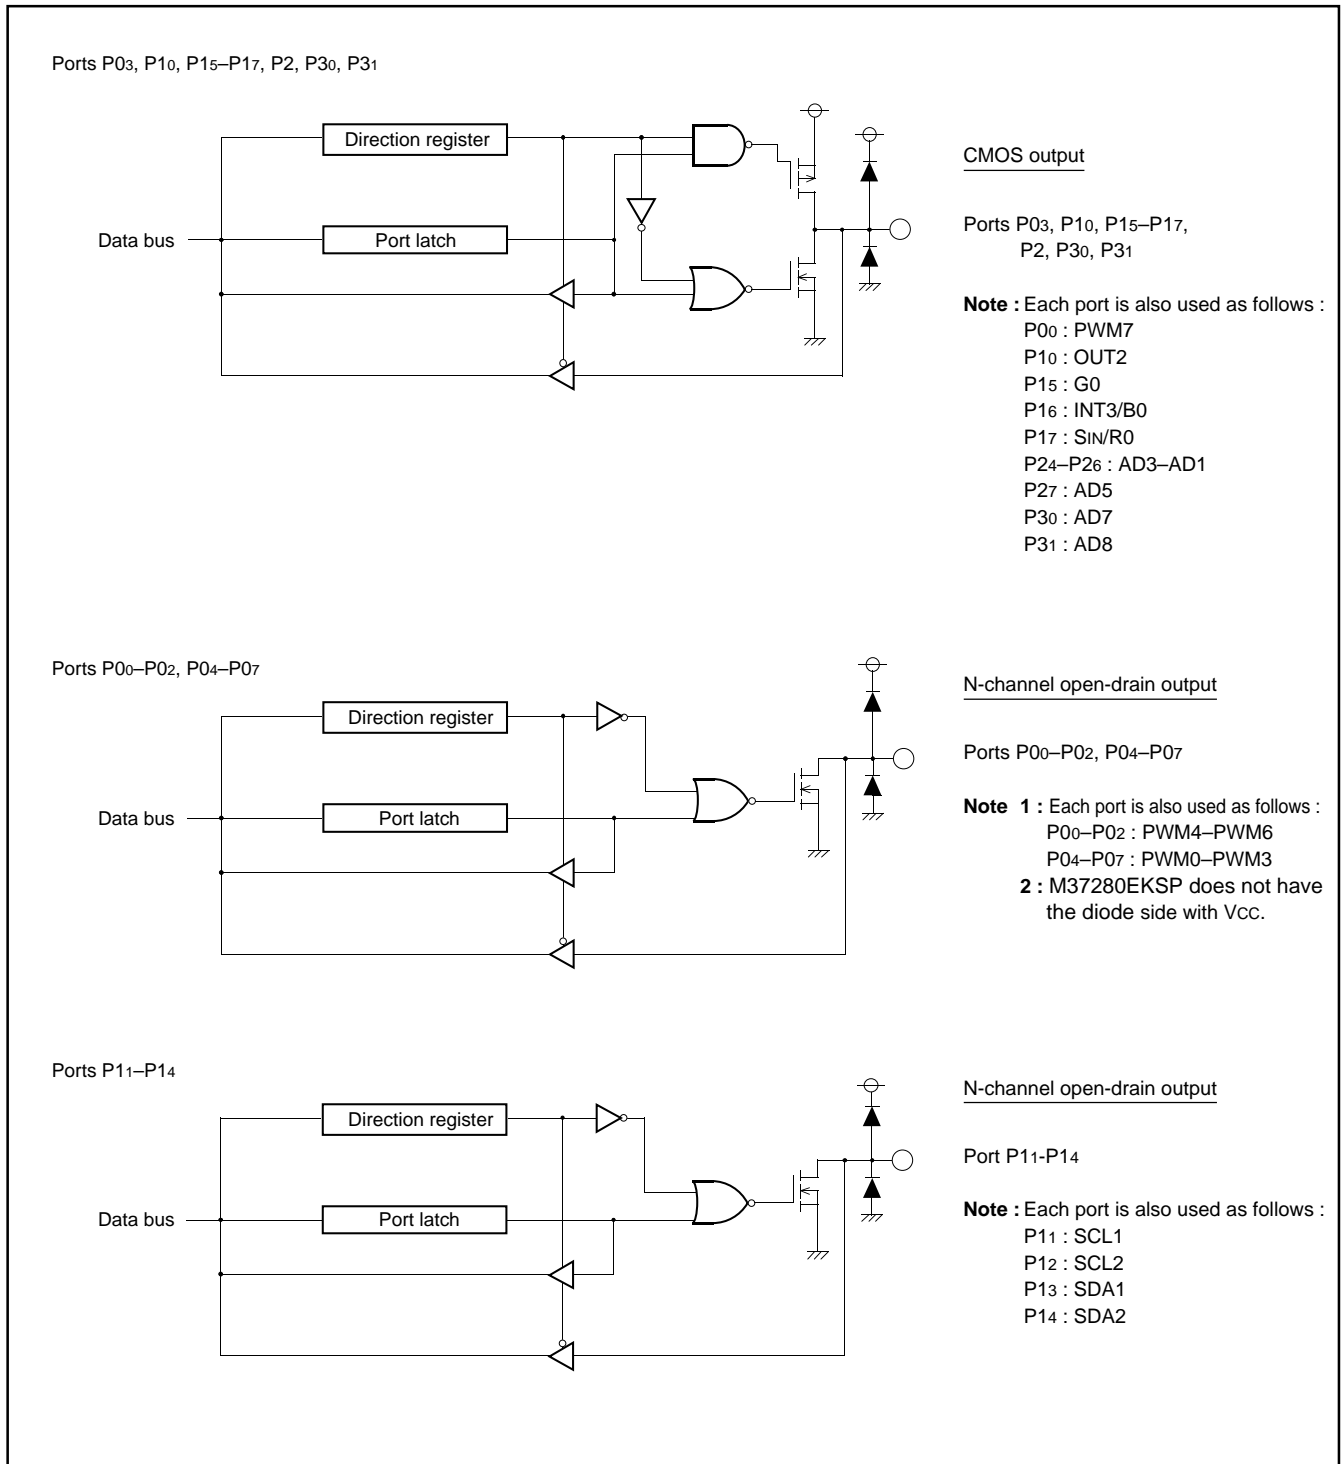 Ports P03, P10, P15–P17, P2, P30, P31
Direction register
Port latch
Data bus
CMOS output
Ports P03, P10, P15–P17,
P2, P30, P31
Note : Each port is also used as follows :
P00 : PWM7
P10 : OUT2
P15 : G0
P16 : INT3/B0
P17 : SIN/R0
P24–P26 : AD3–AD1
P27 : AD5
P30 : AD7
P31 : AD8
Ports P00–P02, P04–P07
Direction register
Port latch
Data bus
N-channel open-drain output
Ports P00–P02, P04–P07
Note 1 : Each port is also used as follows :
P00–P02 : PWM4–PWM6
P04–P07 : PWM0–PWM3
2 : M37280EKSP does not have
the diode side with VCC.
Ports P11–P14
Direction register
Port latch
Data bus
N-channel open-drain output
Port P11-P14
Note : Each port is also used as follows :
P11 : SCL1
P12 : SCL2
P13 : SDA1
P14 : SDA2